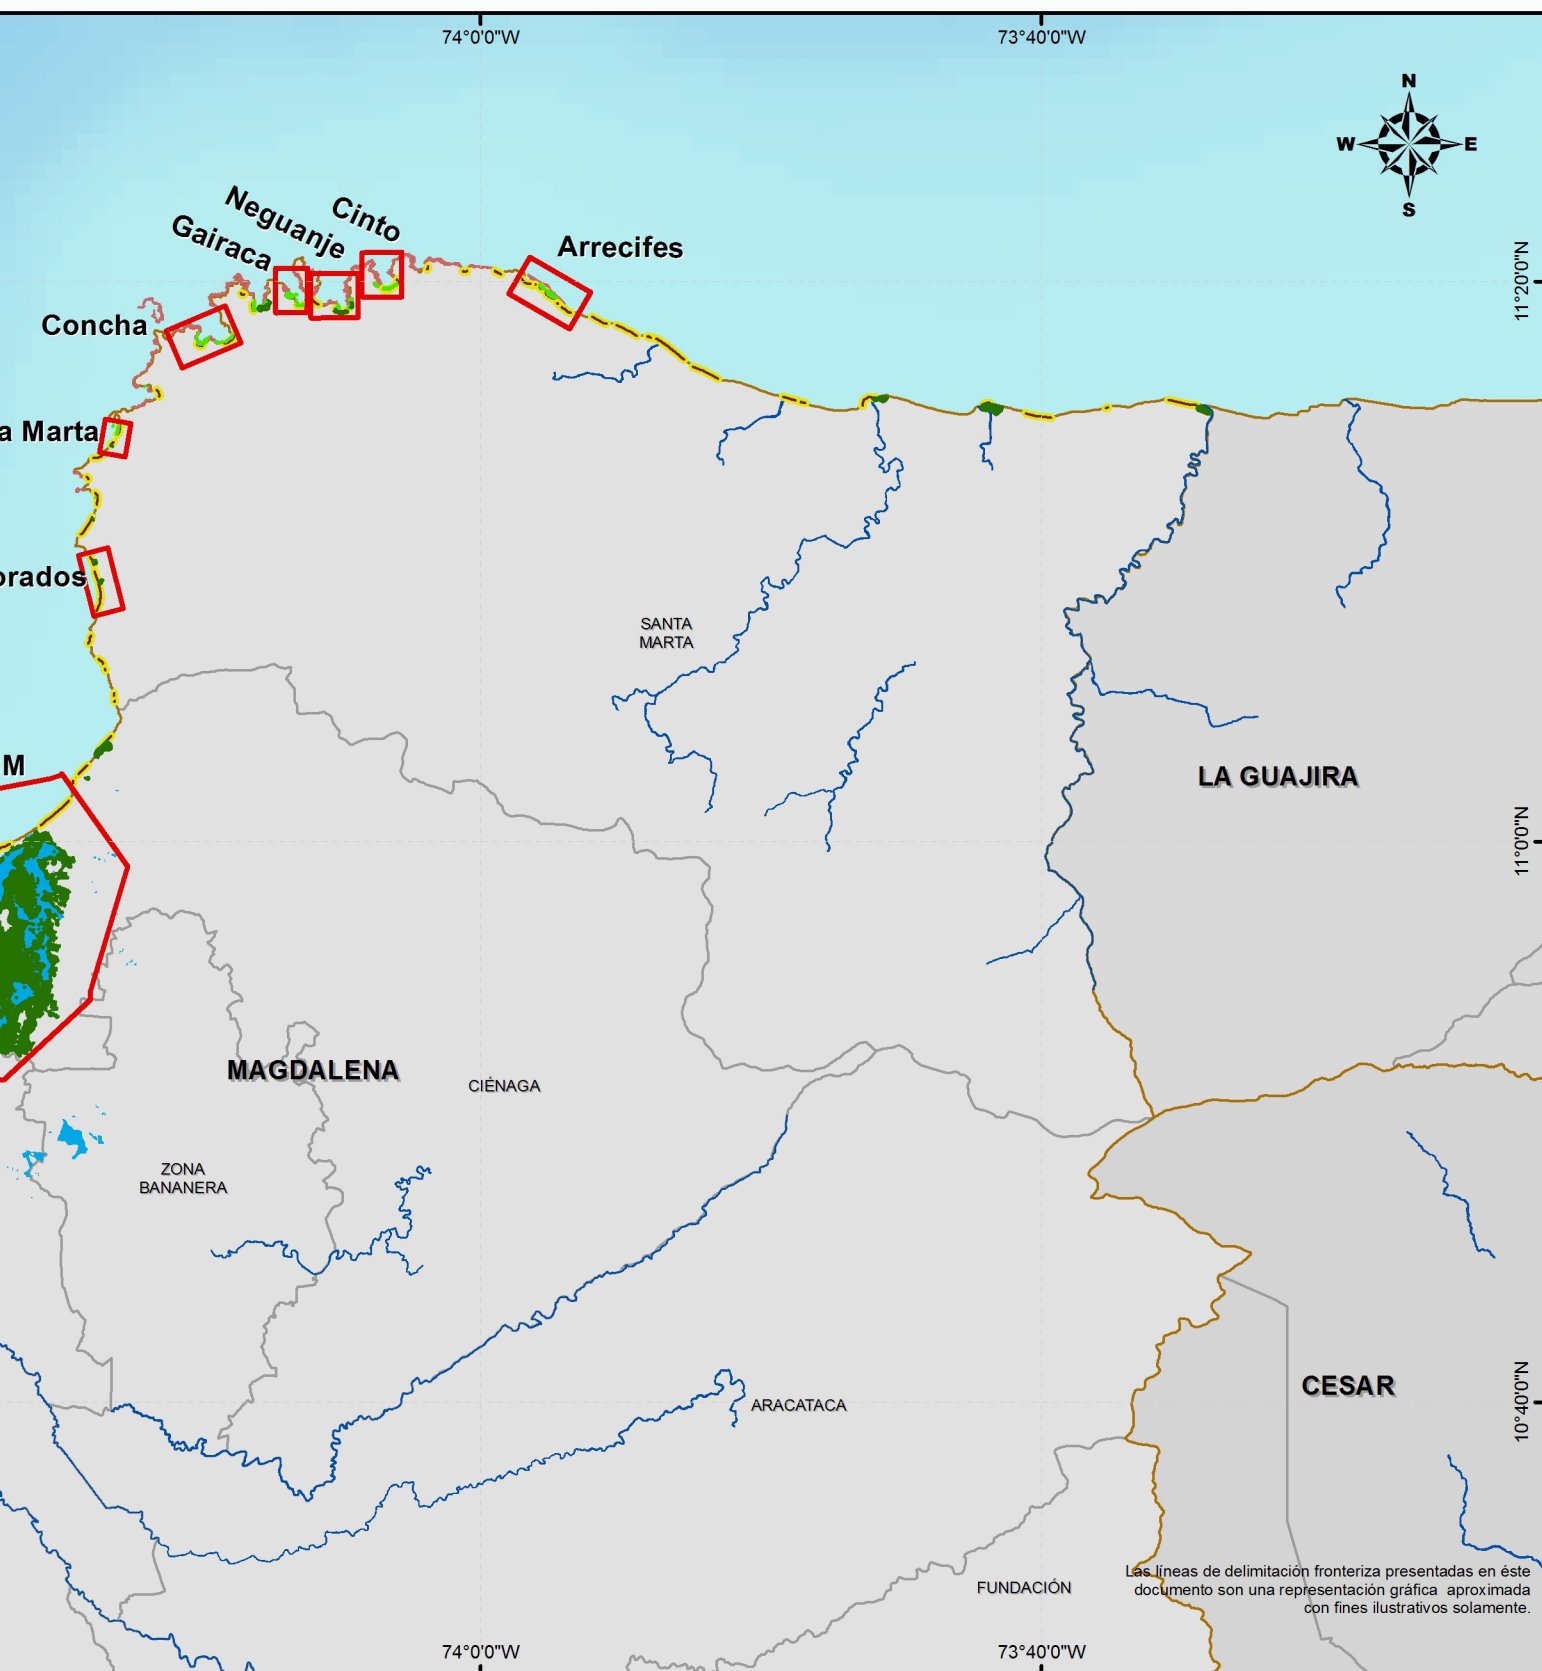 74°0'0"W
73°40'0"W
N
W
E
S
Neguanje
Cinto
Gairaca
Arrecifes
11°20'0"N
Concha
a Marta
orados
SANTA
MARTA
M
LA GUAJIRA
11°0'0"N
MAGDALENA
CIÉNAGA
ZONA
BANANERA
CESAR
ARACATACA
10°40'0"N
Las líneas de delimitación fronteriza presentadas en éste
documento son una representación gráfica aproximada
con fines ilustrativos solamente.
FUNDACIÓN
74°0'0"W
73°40'0"W